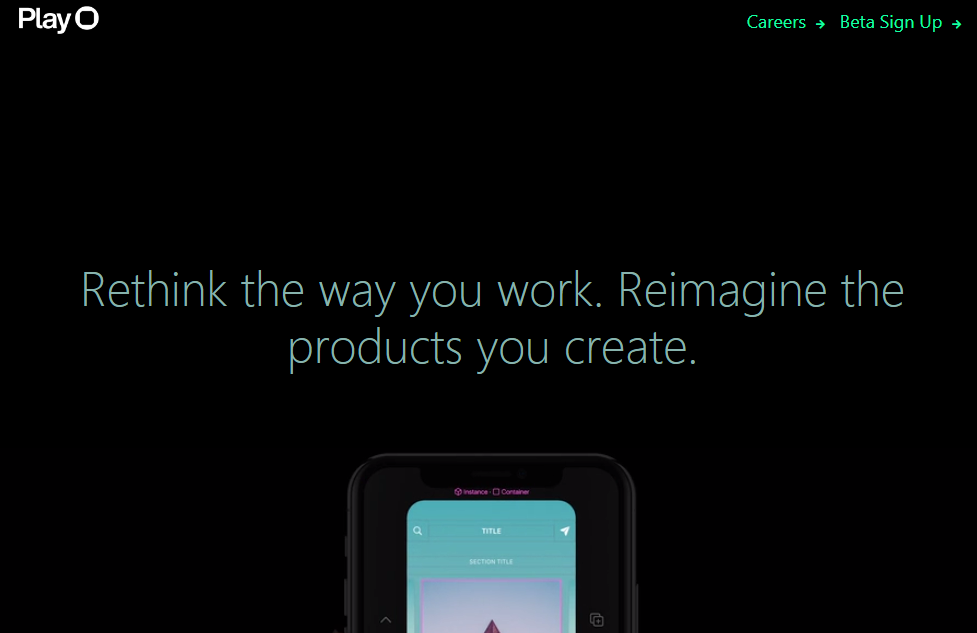 Play O
Careers →
Beta Sign Up →
Rethink the way you work. Reimagine the
products you create.
Instance · Container
TITLE
SECTION TITLE